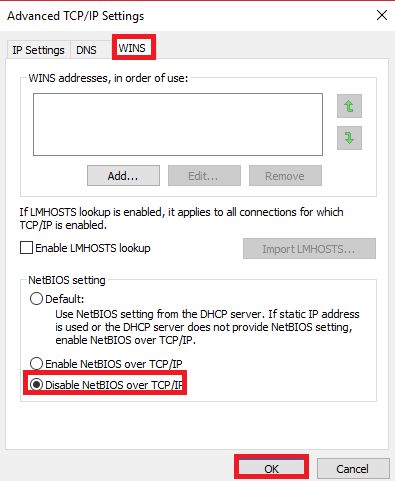 Advanced TCP/IP Settings
IP Settings DNS WINS
WINS addresses, in order of use:
Add... Edit... Remove
If LMHOSTS lookup is enabled, it applies to all connections for which
TCP/IP is enabled.
Enable LMHOSTS lookup Import LMHOSTS...
NetBIOS setting
Default:
Use NetBIOS setting from the DHCP server. If static IP address
is used or the DHCP server does not provide NetBIOS setting,
enable NetBIOS over TCP/IP.
Enable NetBIOS over TCP/IP
Disable NetBIOS over TCP/IP
OK Cancel